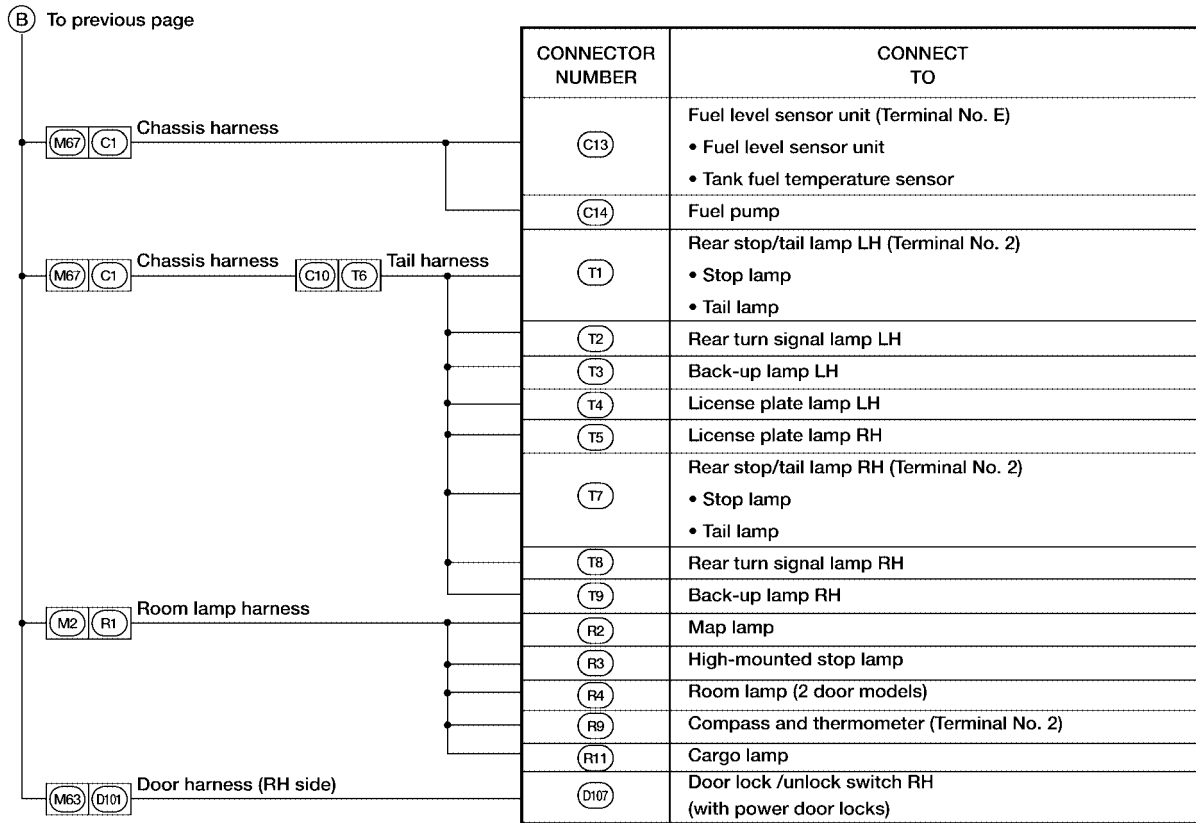 B To previous page
CONNECTOR NUMBER CONNECT TO
M67 C1 Chassis harness
C13 Fuel level sensor unit (Terminal No. E)
• Fuel level sensor unit
• Tank fuel temperature sensor
C14 Fuel pump
M67 C1 Chassis harness C10 T6 Tail harness
T1 Rear stop/tail lamp LH (Terminal No. 2)
• Stop lamp
• Tail lamp
T2 Rear turn signal lamp LH
T3 Back-up lamp LH
T4 License plate lamp LH
T5 License plate lamp RH
T7 Rear stop/tail lamp RH (Terminal No. 2)
• Stop lamp
• Tail lamp
T8 Rear turn signal lamp RH
T9 Back-up lamp RH
M2 R1 Room lamp harness
R2 Map lamp
R3 High-mounted stop lamp
R4 Room lamp (2 door models)
R9 Compass and thermometer (Terminal No. 2)
R11 Cargo lamp
M63 D101 Door harness (RH side)
D107 Door lock /unlock switch RH
(with power door locks)